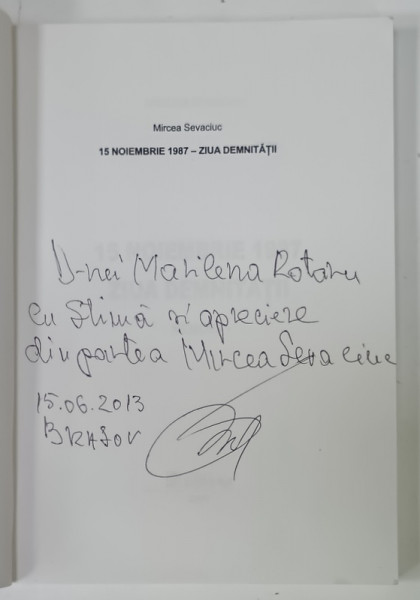 Mircea Sevaciuc
15 NOIEMBRIE 1987 – ZIUA DEMNITĂȚII
D-nei Marilena Rotaru
cu stimă și apreciere
din partea Mircea Sevaciuc
15.06.2013
BRAȘOV